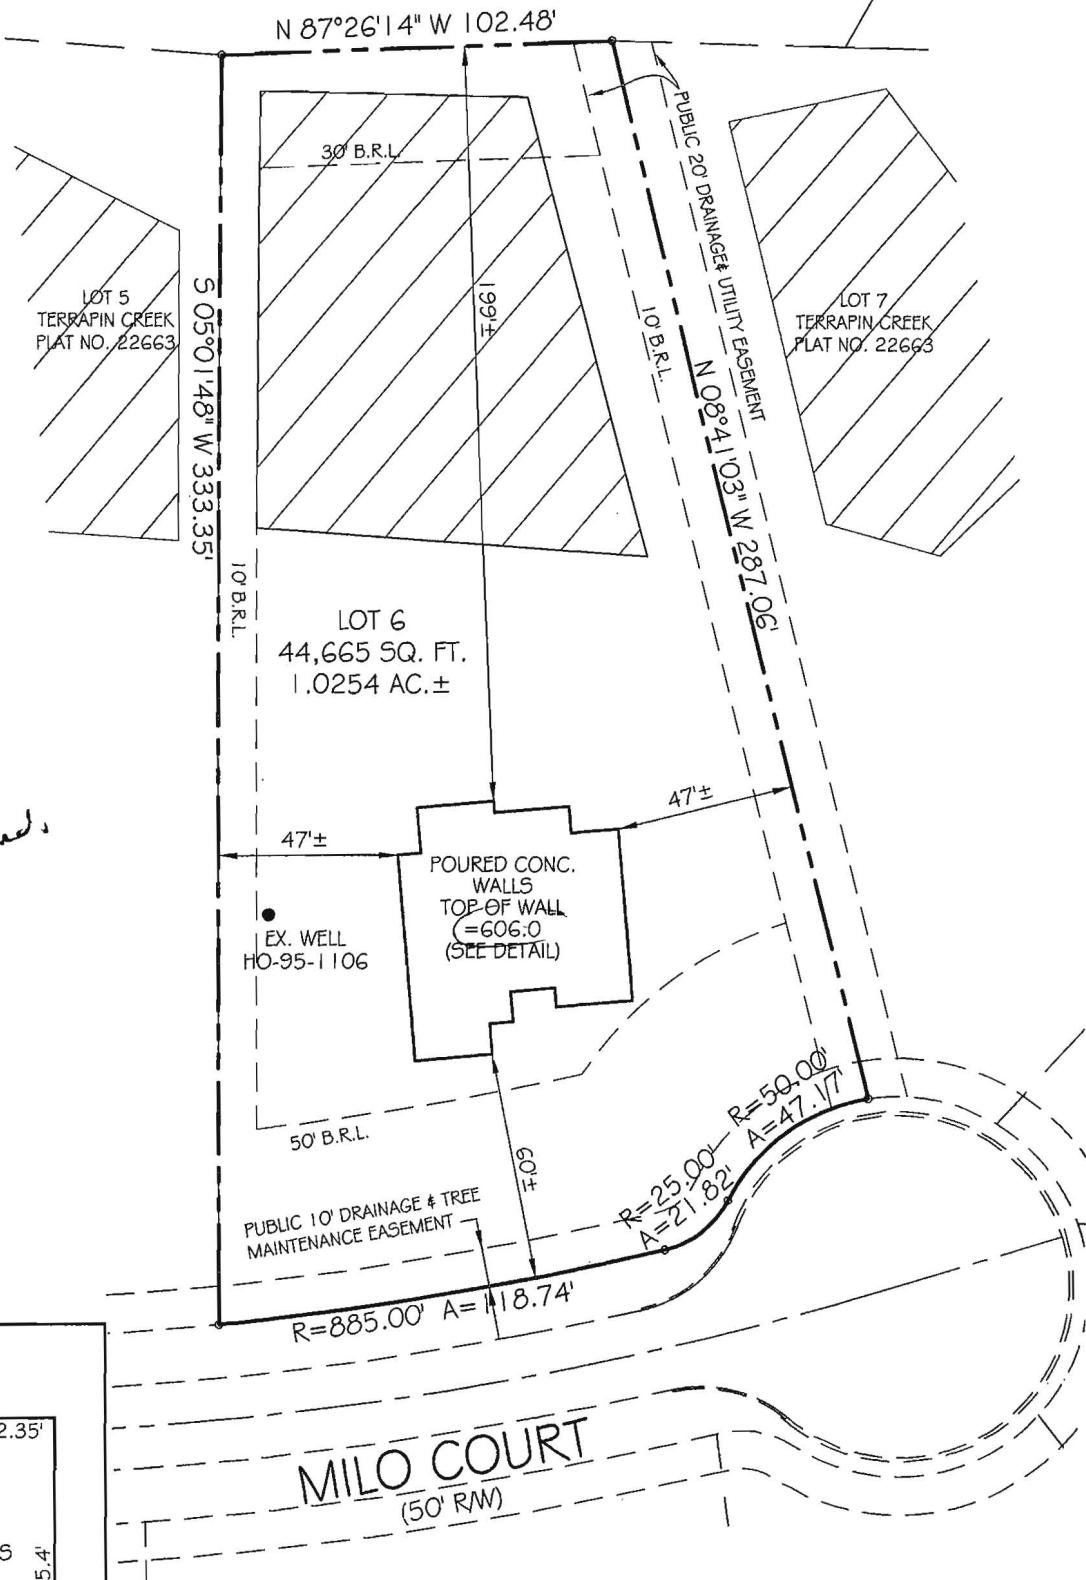 N 87°26'14" W 102.48'
PUBLIC 20' DRAINAGE & UTILITY EASEMENT
30' B.R.L.
199'±
LOT 5
TERRAPIN CREEK
PLAT NO. 22663
S 05°01'48" W 333.35'
10' B.R.L.
LOT 7
TERRAPIN CREEK
PLAT NO. 22663
N 08°41'03" W 287.06'
10' B.R.L.
LOT 6
44,665 SQ. FT.
1.0254 AC.±
47'±
47'±
POURED CONC.
WALLS
TOP OF WALL
=606.0
(SEE DETAIL)
EX. WELL
HO-95-1106
50' B.R.L.
60'±
R=50.00'
A=47.17'
R=25.00'
A=21.82'
PUBLIC 10' DRAINAGE & TREE
MAINTENANCE EASEMENT
R=885.00' A=118.74'
2.35'
MILO COURT
(50' R/W)
S
5.4'